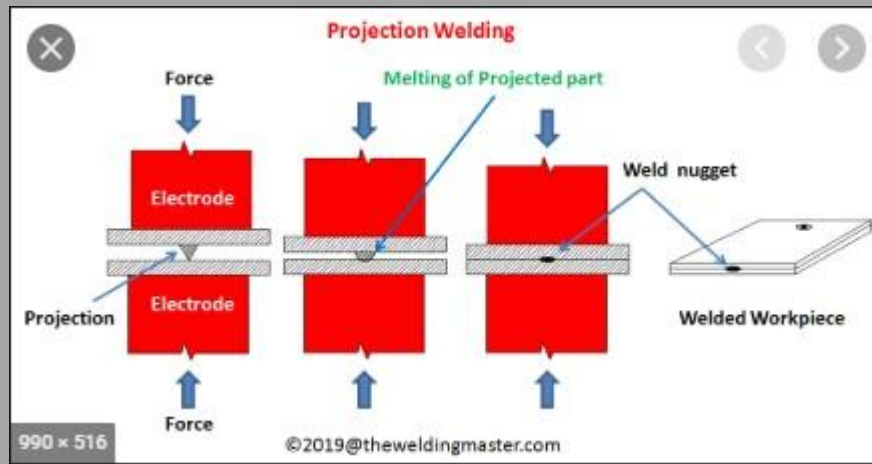 Projection Welding
Force
Melting of Projected part
Electrode
Weld nugget
Projection
Electrode
Welded Workpiece
Force
990 × 516
©2019@theweldingmaster.com